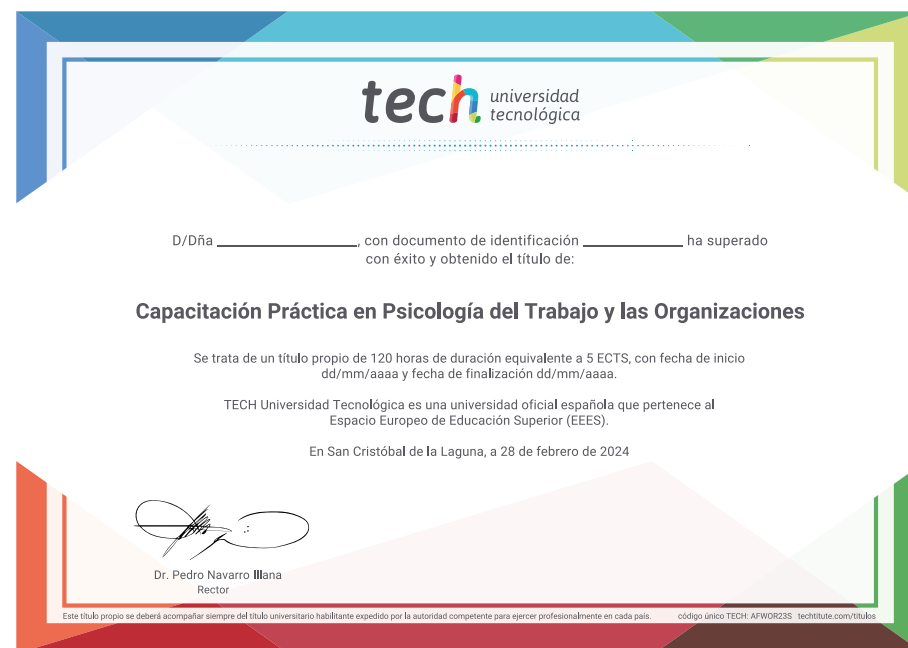 tech universidad
tecnológica
D/Dña ____________________, con documento de identificación ______________ ha superado
con éxito y obtenido el título de:
Capacitación Práctica en Psicología del Trabajo y las Organizaciones
Se trata de un título propio de 120 horas de duración equivalente a 5 ECTS, con fecha de inicio
dd/mm/aaaa y fecha de finalización dd/mm/aaaa.
TECH Universidad Tecnológica es una universidad oficial española que pertenece al
Espacio Europeo de Educación Superior (EEES).
En San Cristóbal de la Laguna, a 28 de febrero de 2024
Dr. Pedro Navarro Illana
Rector
Este título propio se deberá acompañar siempre del título universitario habilitante expedido por la autoridad competente para ejercer profesionalmente en cada país. código único TECH: AFWOR23S techtitute.com/titulos